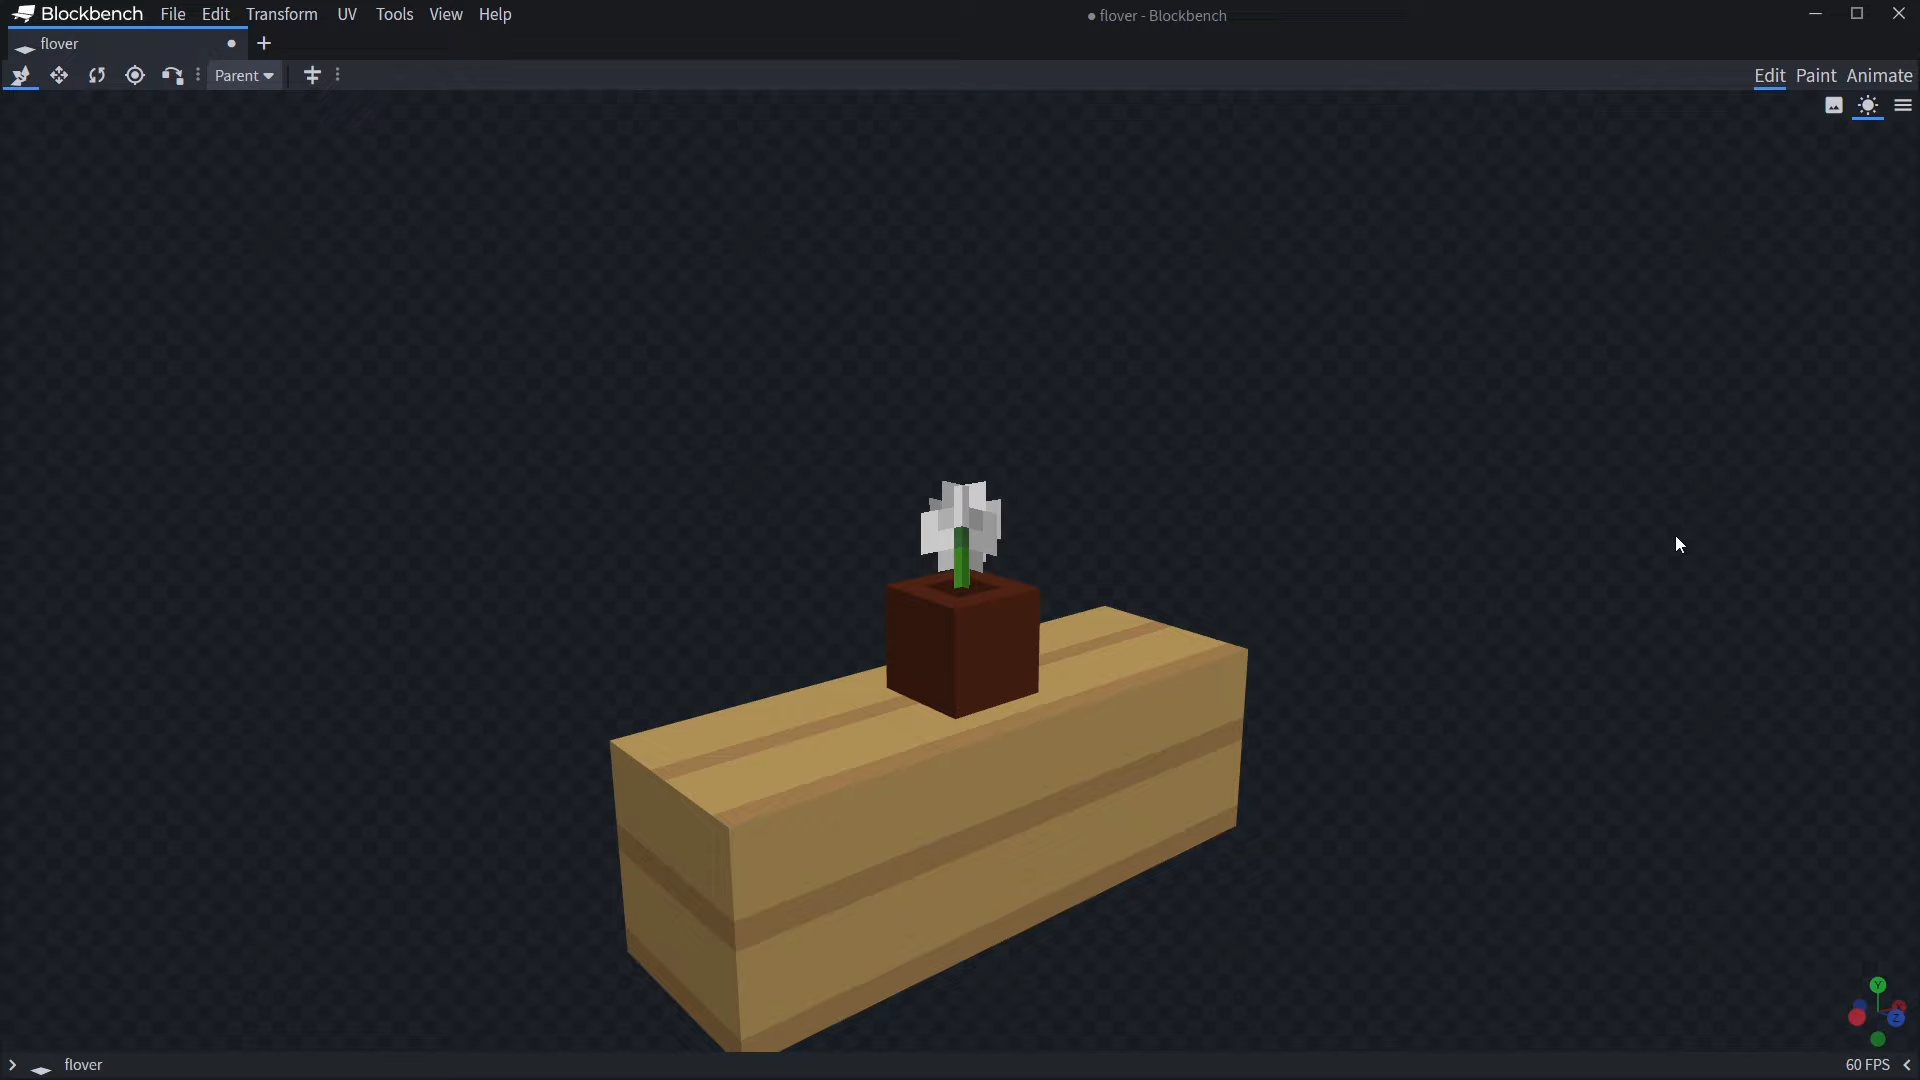 Blockbench File Edit Transform UV Tools View Help
● flover - Blockbench
flover
Parent
Edit Paint Animate
Y
Z
flover
60 FPS